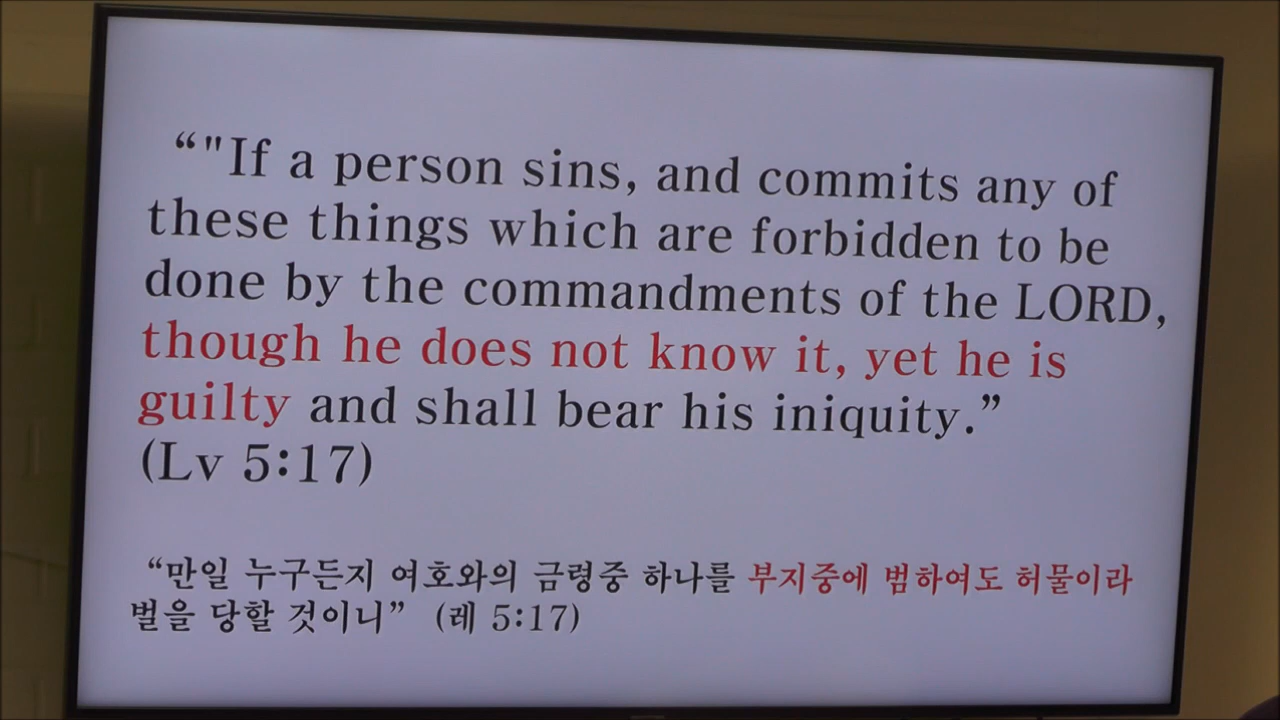 “"If a person sins, and commits any of
these things which are forbidden to be
done by the commandments of the LORD,
though he does not know it, yet he is
guilty and shall bear his iniquity.”
(Lv 5:17)
“만일 누구든지 여호와의 금령중 하나를 부지중에 범하여도 허물이라
벌을 당할 것이니” (레 5:17)